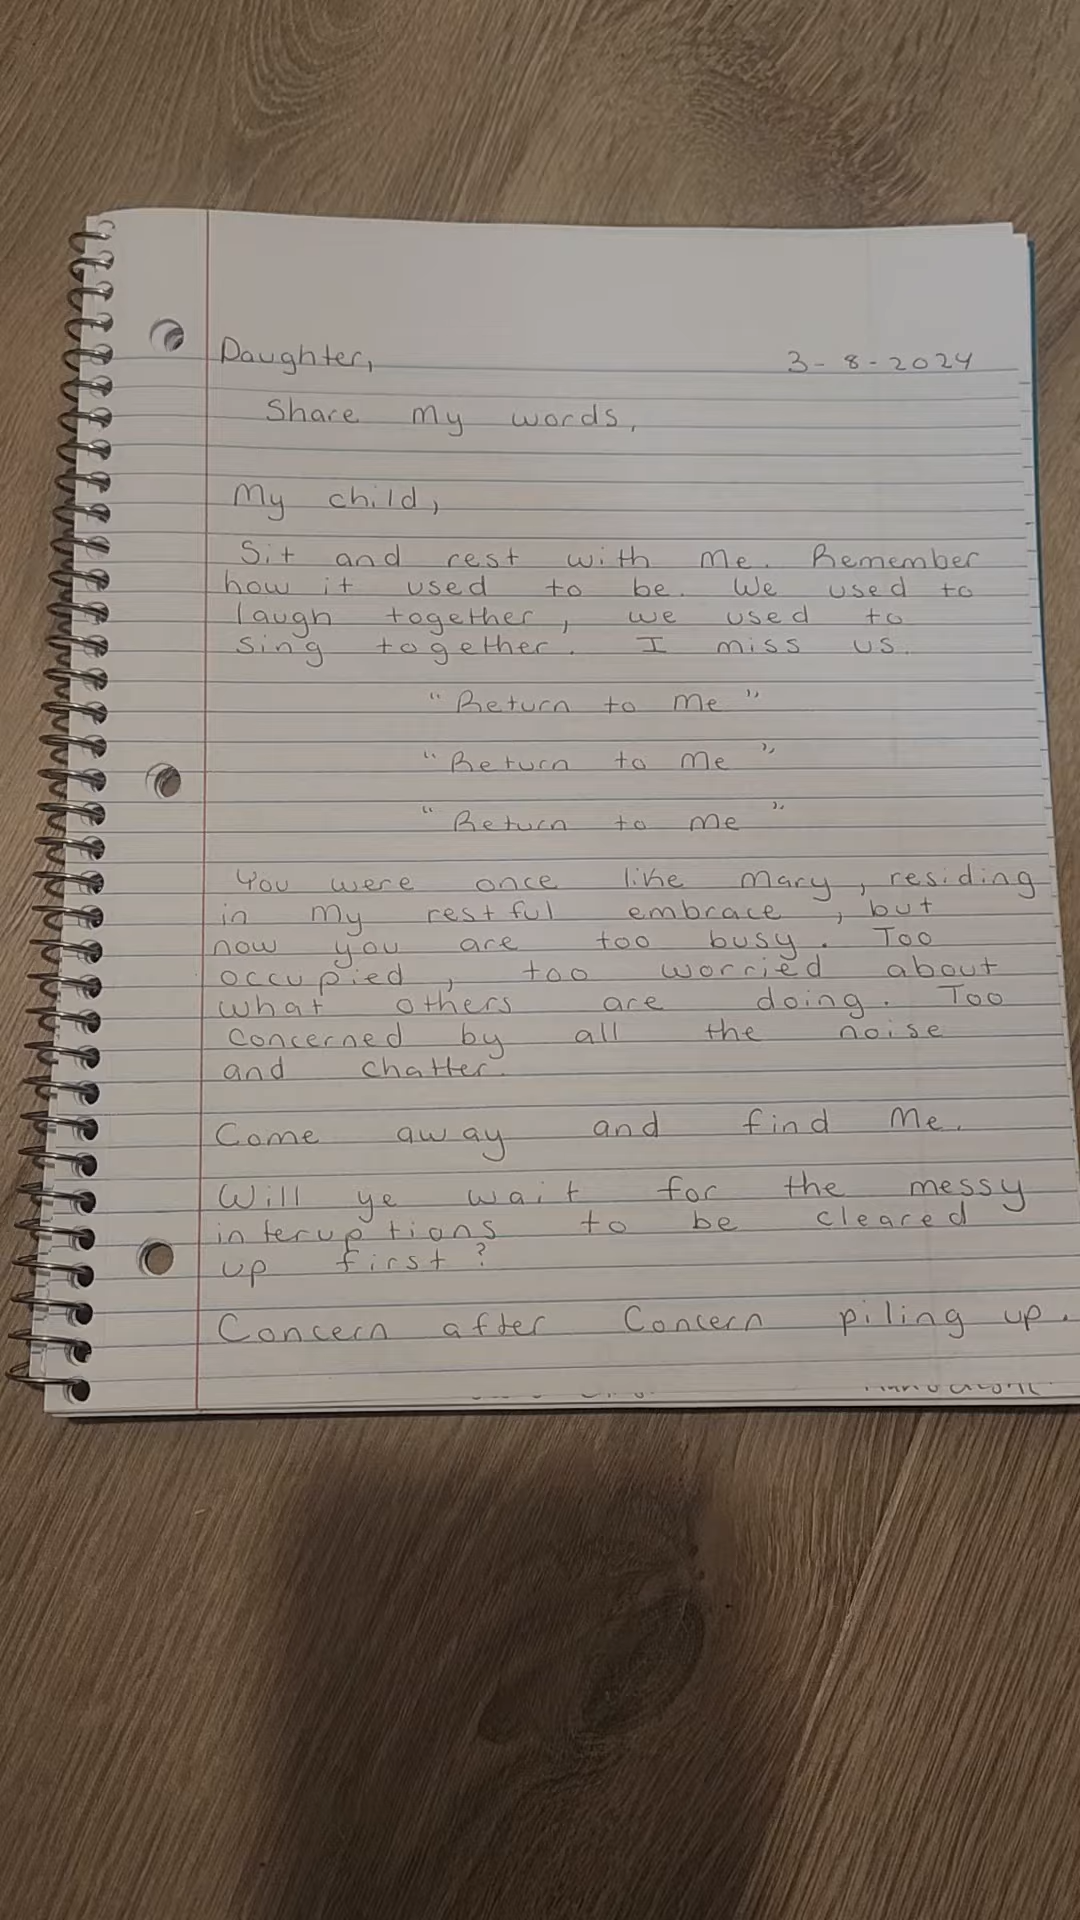 Daughter, 3-8-2024
Share My words,
My child,
Sit and rest with Me. Remember
how it used to be. We used to
laugh together, we used to
sing together. I miss us.
"Return to Me"
"Return to Me"
"Return to Me"
You were once like Mary, residing
in My restful embrace, but
now you are too busy. Too
occupied, too worried about
what others are doing. Too
concerned by all the noise
and chatter.
Come away and find Me.
Will ye wait for the messy
interuptions to be cleared
up first?
Concern after Concern piling up.